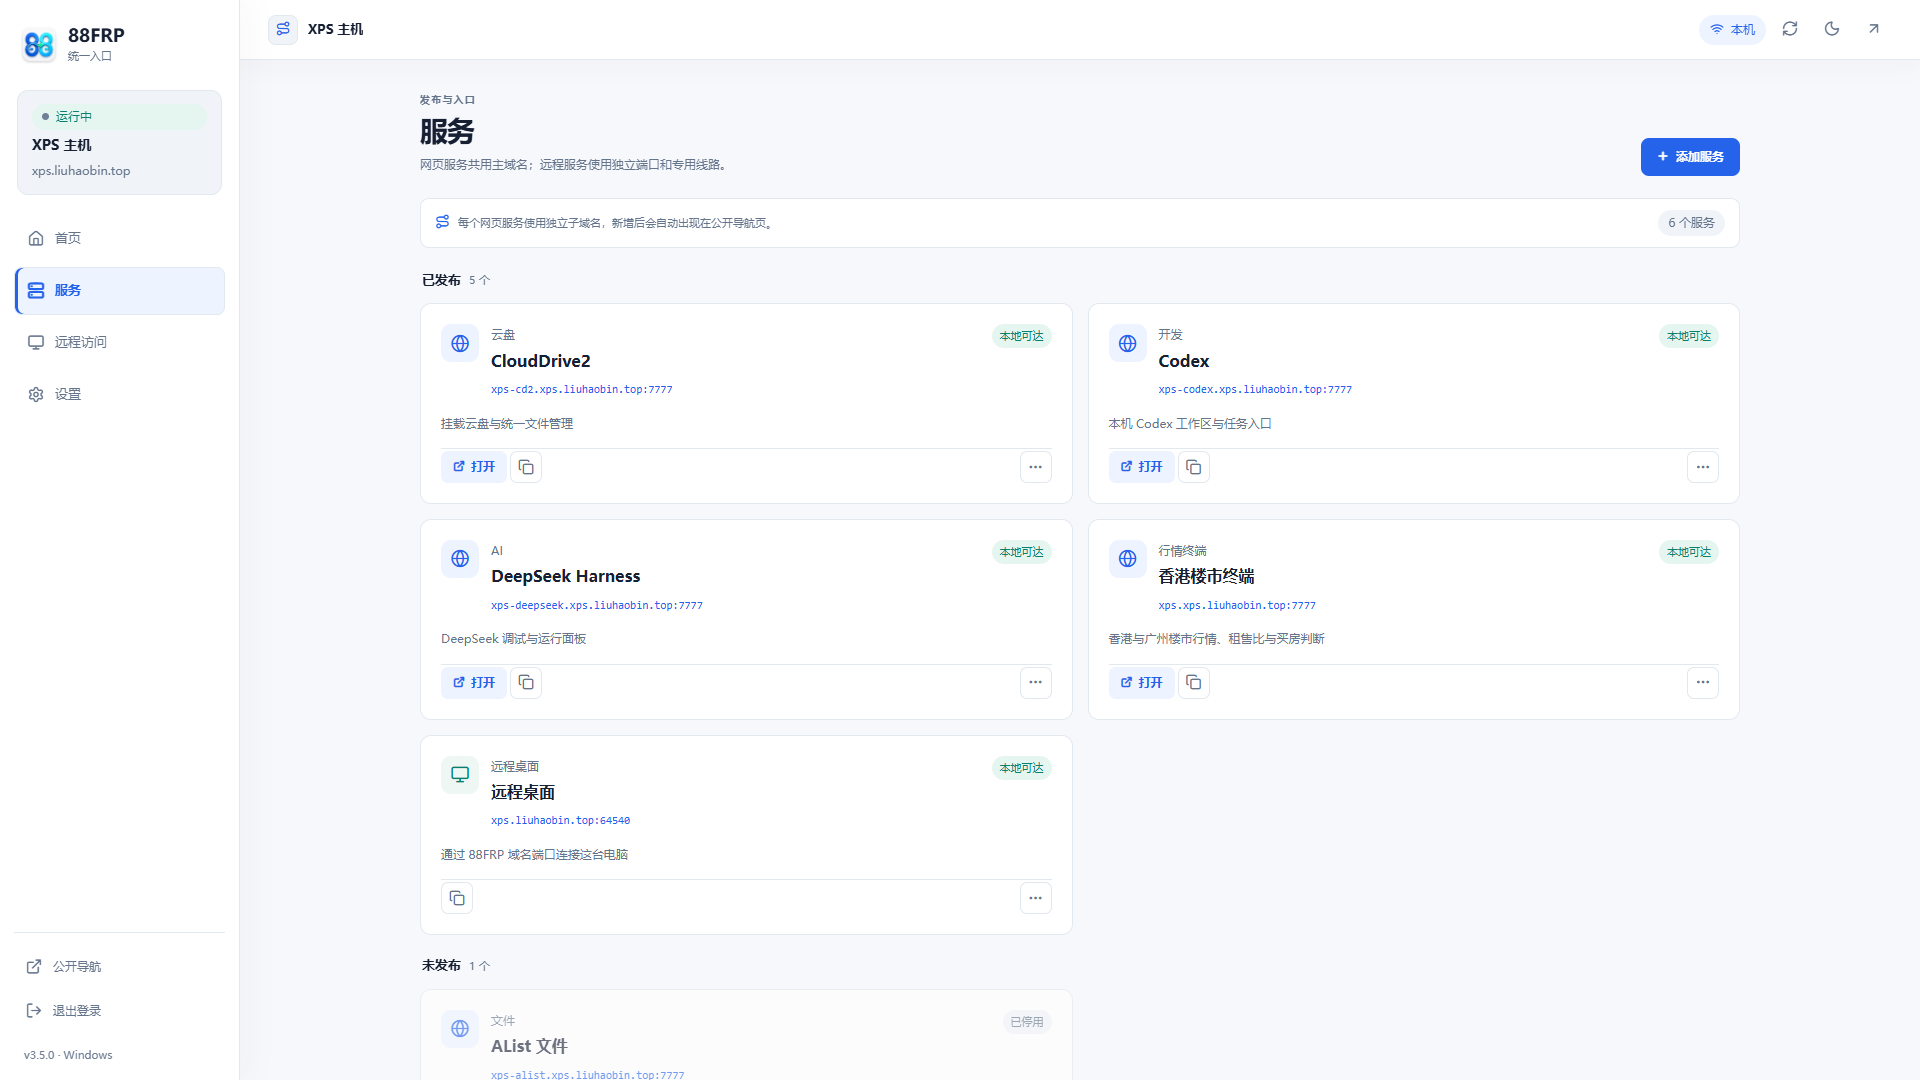 88FRP
统一入口
运行中
XPS 主机
xps.liuhaobin.top
首页
服务
远程访问
设置
公开导航
退出登录
v3.5.0 · Windows
XPS 主机
本机
发布与入口
服务
网页服务共用主域名；远程服务使用独立端口和专用线路。
添加服务
每个网页服务使用独立子域名，新增后会自动出现在公开导航页。
6 个服务
已发布 5 个
云盘
本地可达
CloudDrive2
xps-cd2.xps.liuhaobin.top:7777
挂载云盘与统一文件管理
打开
开发
本地可达
Codex
xps-codex.xps.liuhaobin.top:7777
本机 Codex 工作区与任务入口
打开
AI
本地可达
DeepSeek Harness
xps-deepseek.xps.liuhaobin.top:7777
DeepSeek 调试与运行面板
打开
行情终端
本地可达
香港楼市终端
xps.xps.liuhaobin.top:7777
香港与广州楼市行情、租售比与买房判断
打开
远程桌面
本地可达
远程桌面
xps.liuhaobin.top:64540
通过 88FRP 域名端口连接这台电脑
未发布 1 个
文件
已停用
AList 文件
xps-alist.xps.liuhaobin.top:7777